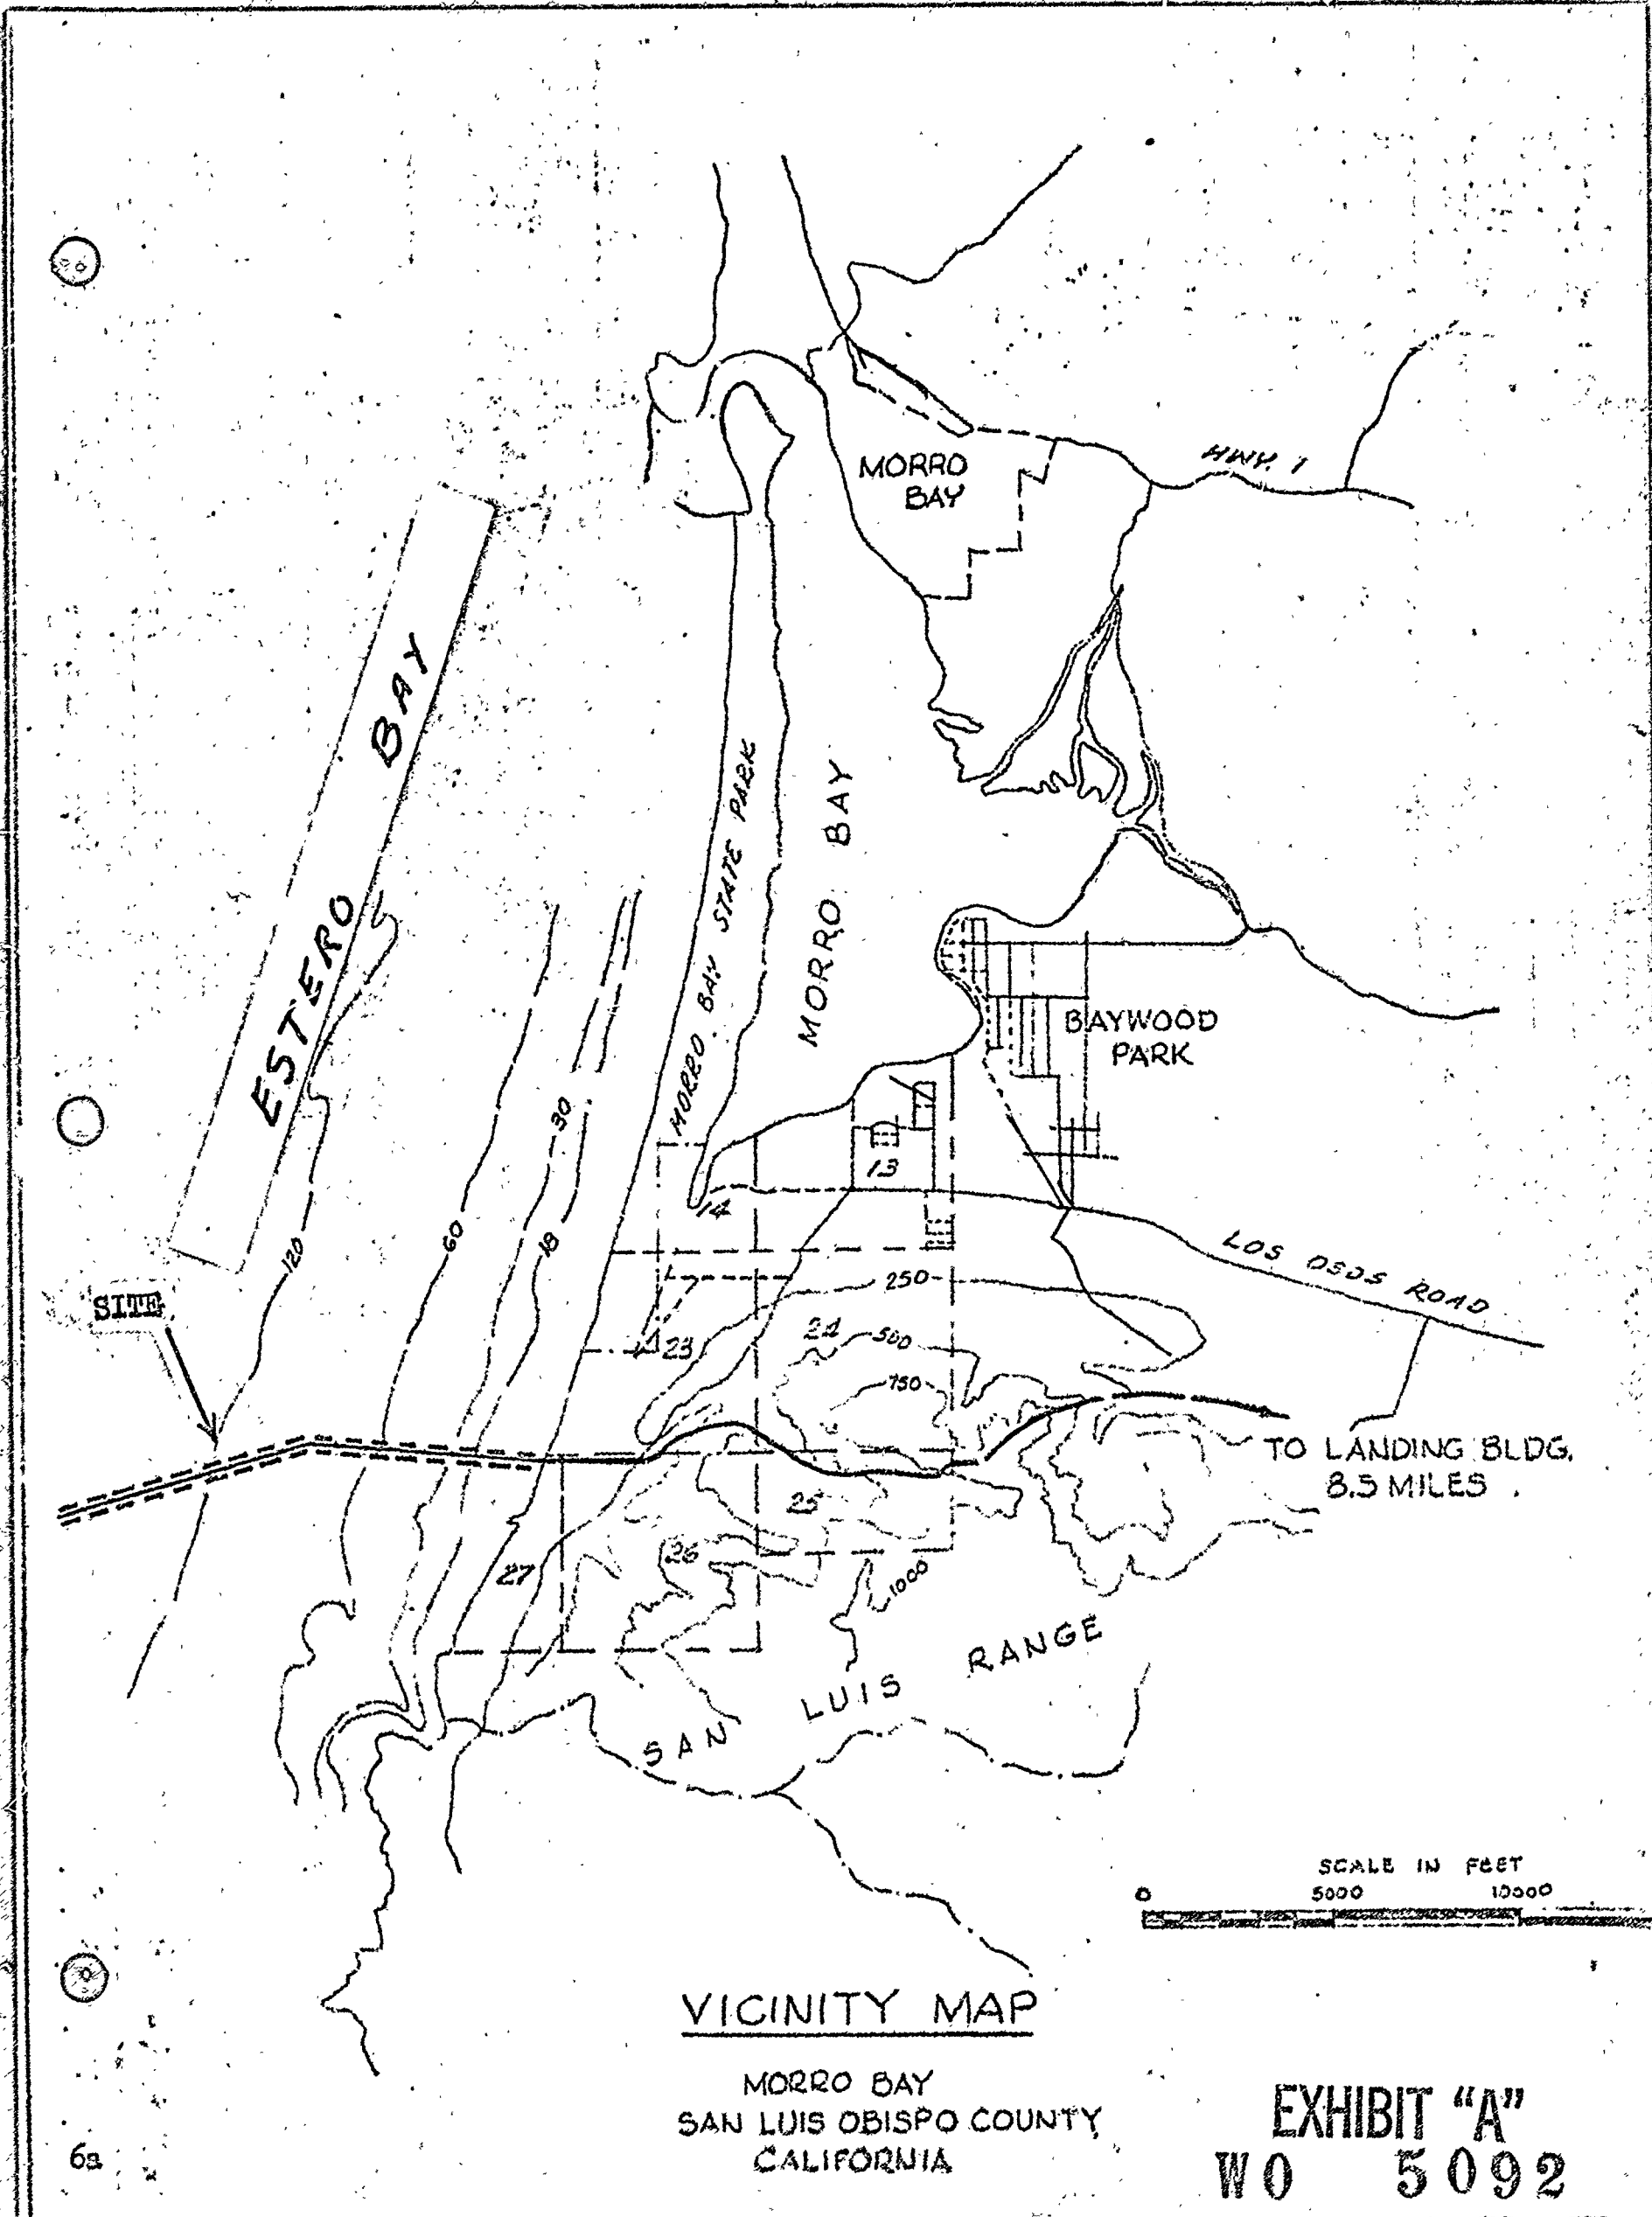 HWY. 1
MORRO
BAY
ESTERO BAY
MORRO BAY STATE PARK
MORRO BAY
BAYWOOD
PARK
30
13
14
60
18
120
LOS OSOS ROAD
250
SITE
24
500
23
750
TO LANDING BLDG.
8.5 MILES
25
26
27
1000
SAN LUIS RANGE
SCALE IN FEET
0 5000 10000
VICINITY MAP
MORRO BAY
SAN LUIS OBISPO COUNTY,
CALIFORNIA
EXHIBIT "A"
WO 5092
6a